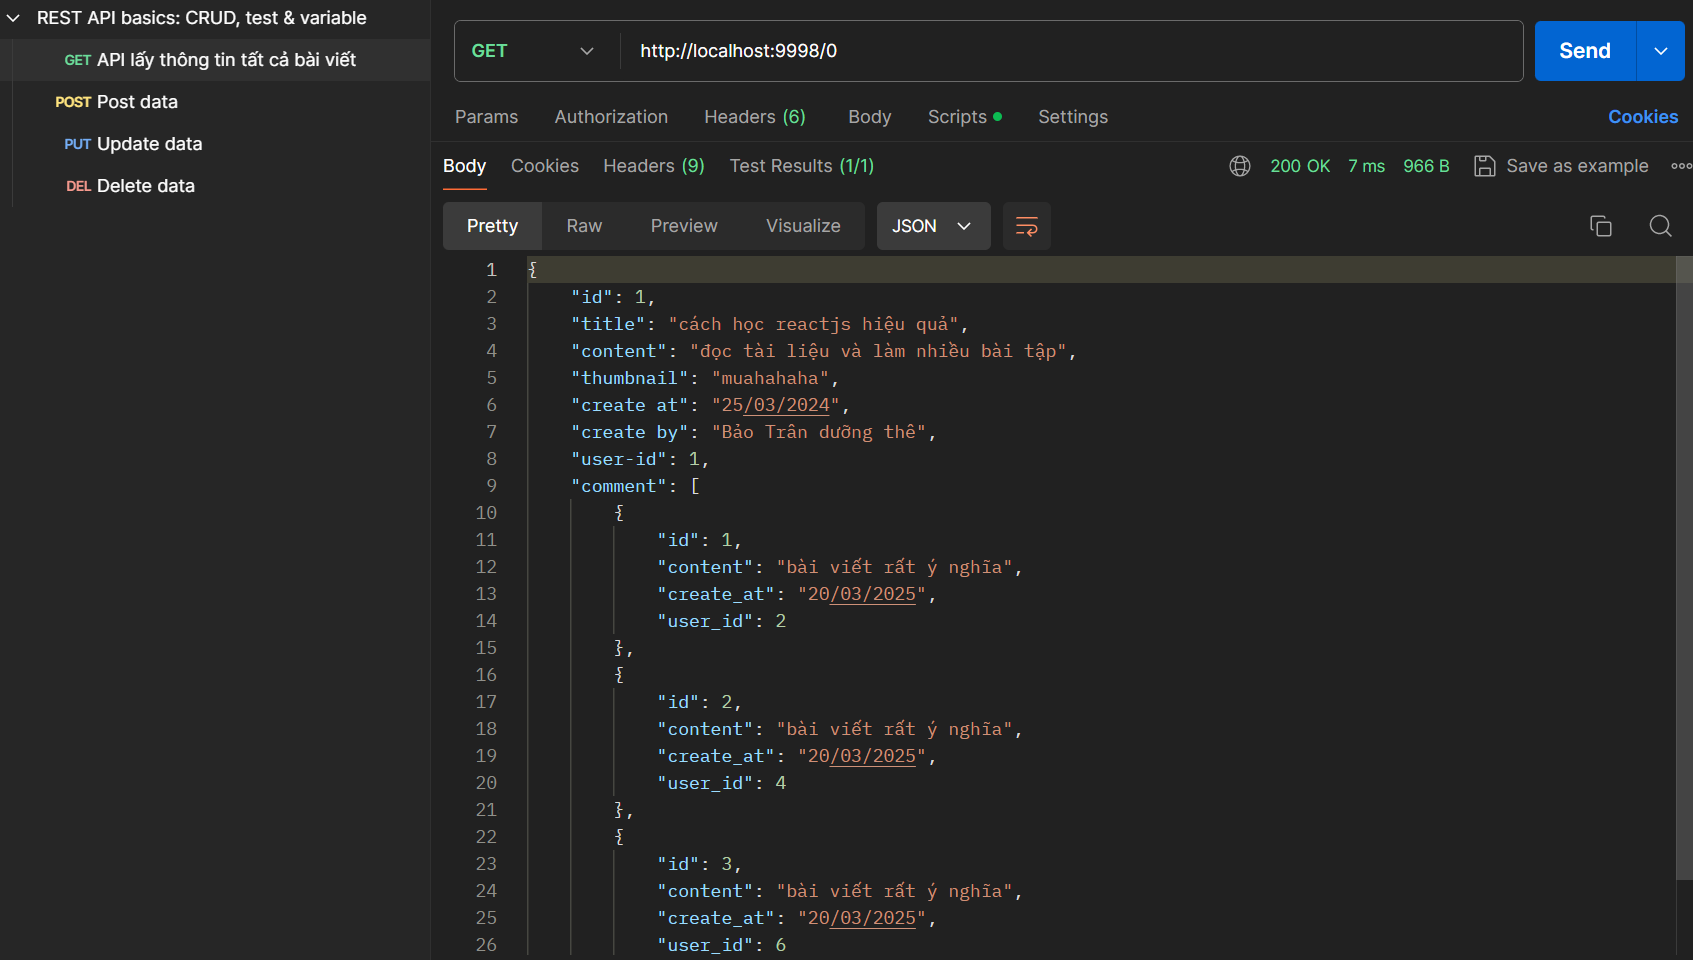 REST API basics: CRUD, test & variable
GET API lấy thông tin tất cả bài viết
POST Post data
PUT Update data
DEL Delete data
GET http://localhost:9998/0 Send
Params Authorization Headers (6) Body Scripts Settings Cookies
Body Cookies Headers (9) Test Results (1/1) 200 OK 7 ms 966 B Save as example
Pretty Raw Preview Visualize JSON
1 {
2 "id": 1,
3 "title": "cách học reactjs hiệu quả",
4 "content": "đọc tài liệu và làm nhiều bài tập",
5 "thumbnail": "muahahaha",
6 "create at": "25/03/2024",
7 "create by": "Bảo Trân dưỡng thê",
8 "user-id": 1,
9 "comment": [
10 {
11 "id": 1,
12 "content": "bài viết rất ý nghĩa",
13 "create_at": "20/03/2025",
14 "user_id": 2
15 },
16 {
17 "id": 2,
18 "content": "bài viết rất ý nghĩa",
19 "create_at": "20/03/2025",
20 "user_id": 4
21 },
22 {
23 "id": 3,
24 "content": "bài viết rất ý nghĩa",
25 "create_at": "20/03/2025",
26 "user_id": 6